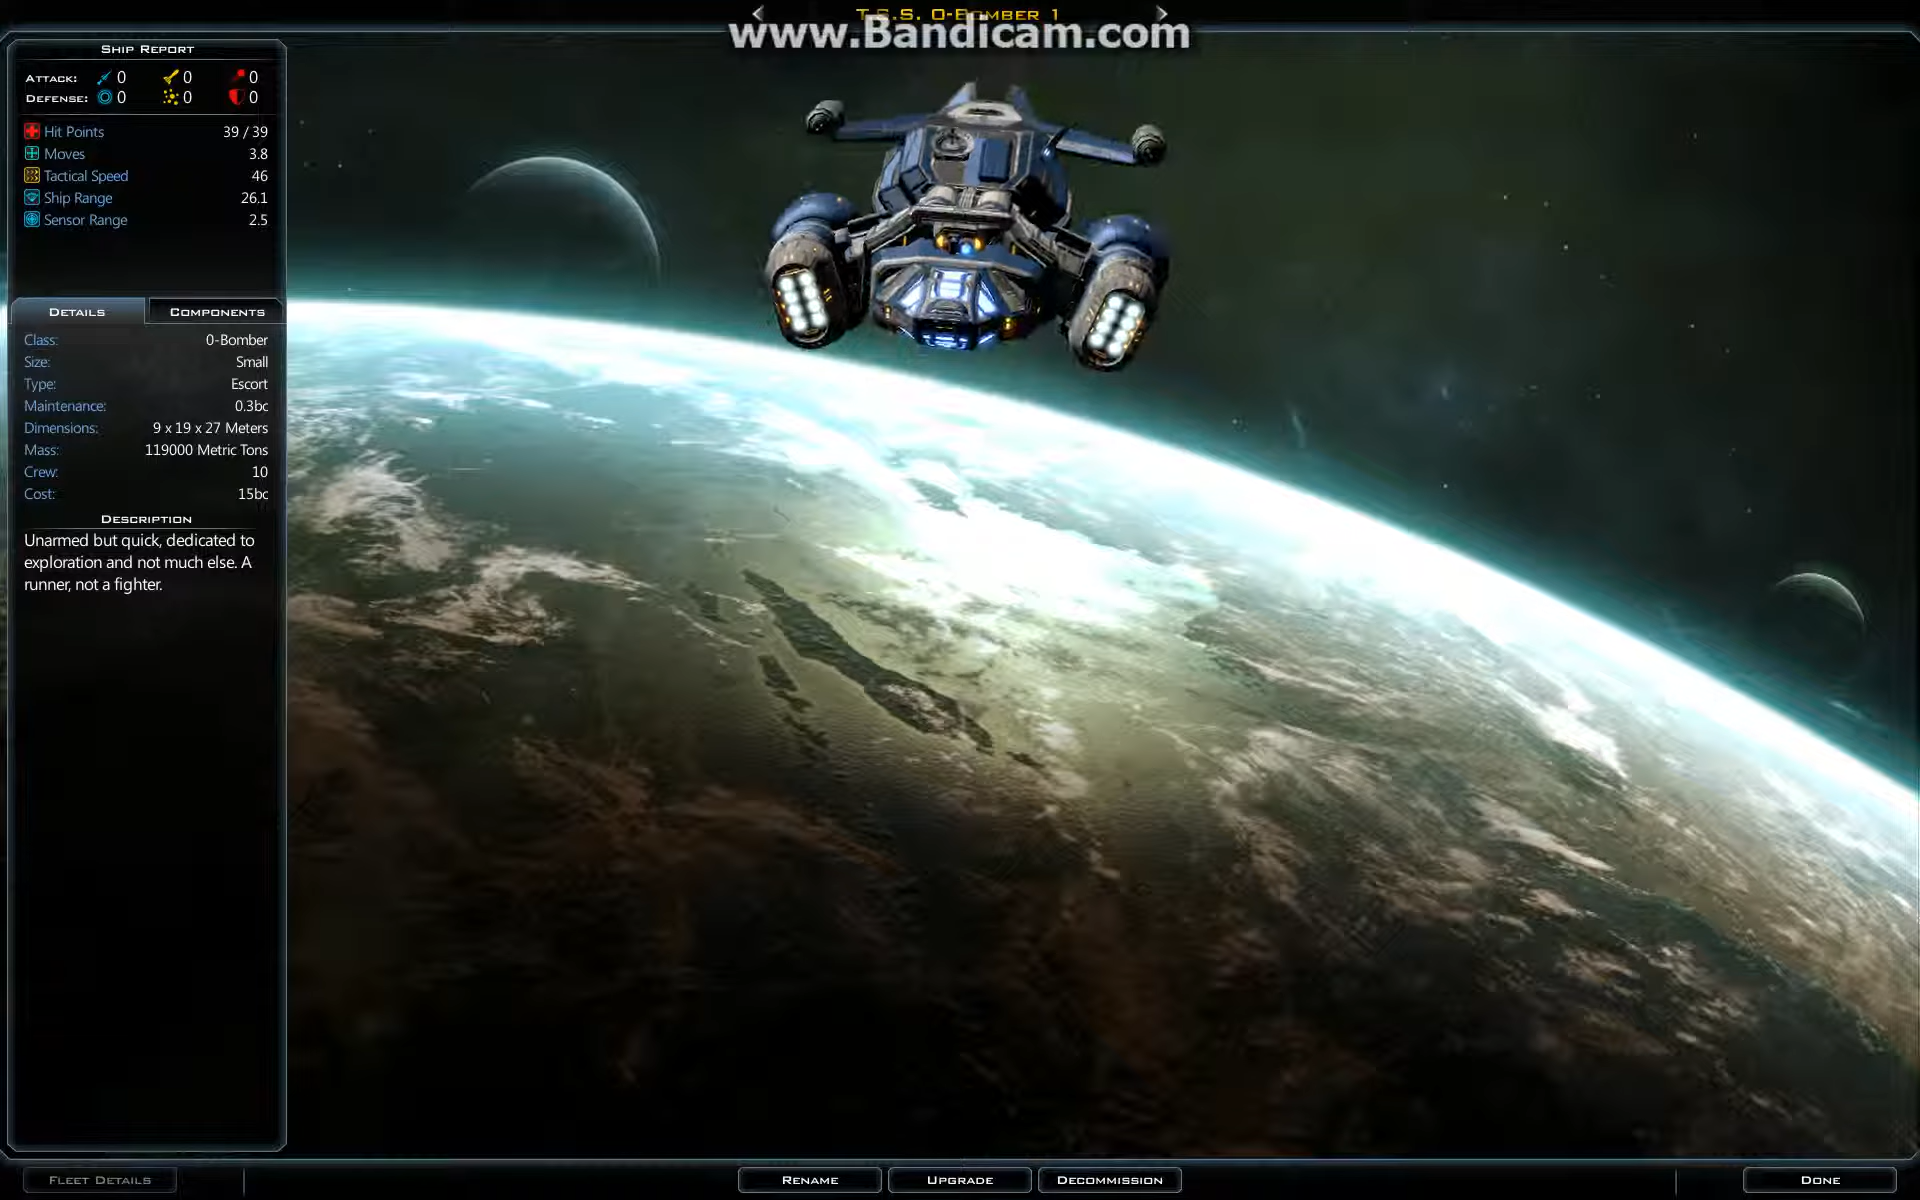 T.S.S. 0-Bomber 1
www.Bandicam.com
Ship Report
Attack: 0 0 0
Defense: 0 0 0
Hit Points 39 / 39
Moves 3.8
Tactical Speed 46
Ship Range 26.1
Sensor Range 2.5
Details Components
Class: 0-Bomber
Size: Small
Type: Escort
Maintenance: 0.3bc
Dimensions: 9 x 19 x 27 Meters
Mass: 119000 Metric Tons
Crew: 10
Cost: 15bc
Description
Unarmed but quick, dedicated to
exploration and not much else. A
runner, not a fighter.
Fleet Details Rename Upgrade Decommission Done